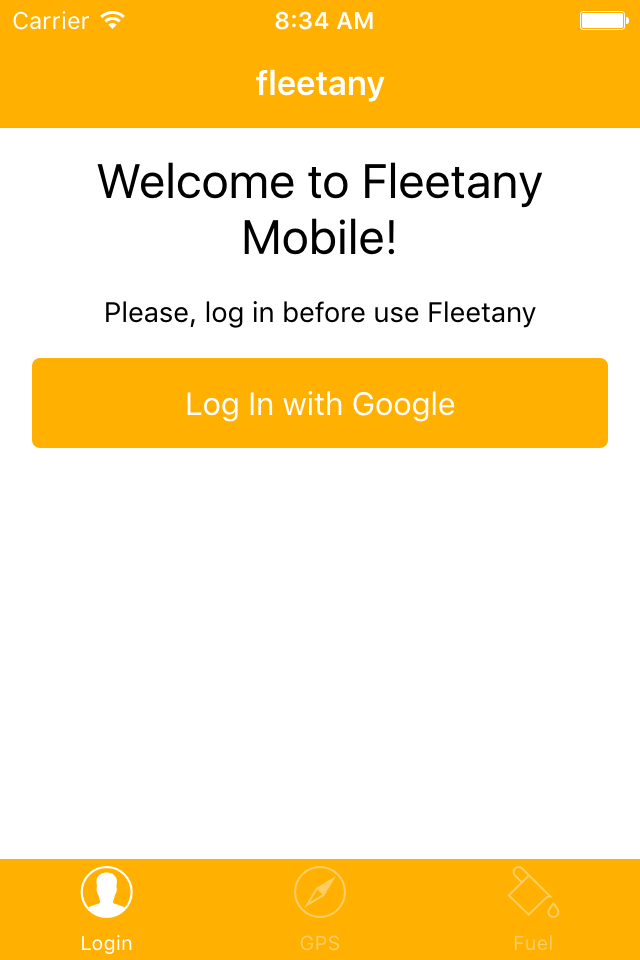 Carrier 8:34 AM
fleetany
Welcome to Fleetany
Mobile!
Please, log in before use Fleetany
Log In with Google
Login GPS Fuel